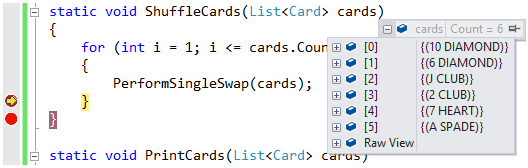 static void ShuffleCards(List<Card> cards)
{
for (int i = 1; i <= cards.Coun
cards Count = 6
{
[0] {(10 DIAMOND)}
[1] {(6 DIAMOND)}
PerformSingleSwap(cards);
[2] {(J CLUB)}
}
[3] {(2 CLUB)}
[4] {(7 HEART)}
}
[5] {(A SPADE)}
Raw View
static void PrintCards(List<Card> cards)